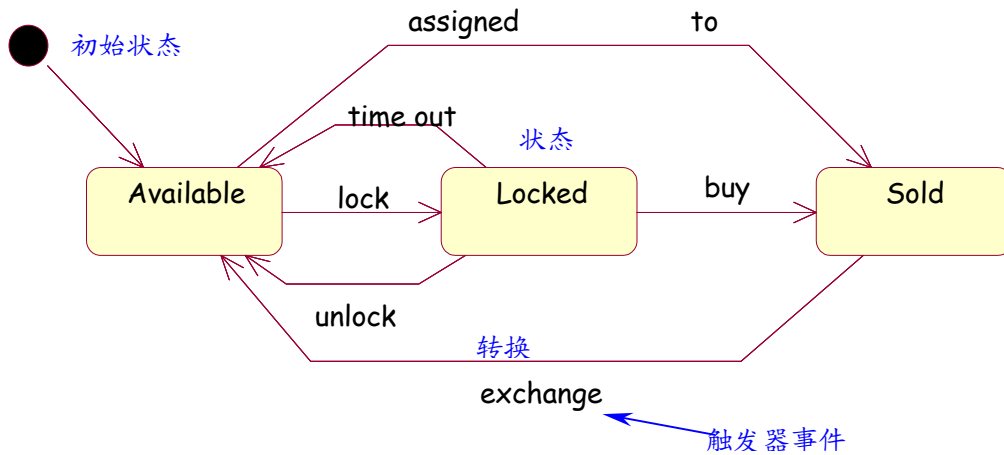 assigned to
初始状态
time out
状态
Available
lock
Locked
buy
Sold
unlock
转换
exchange
触发器事件